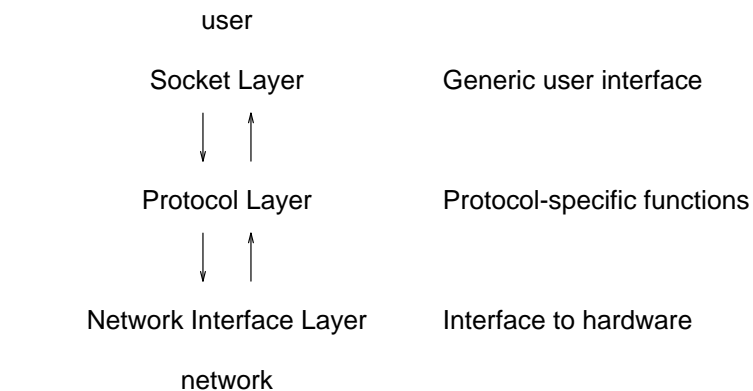 user
Socket Layer Generic user interface
Protocol Layer Protocol-specific functions
Network Interface Layer Interface to hardware
network